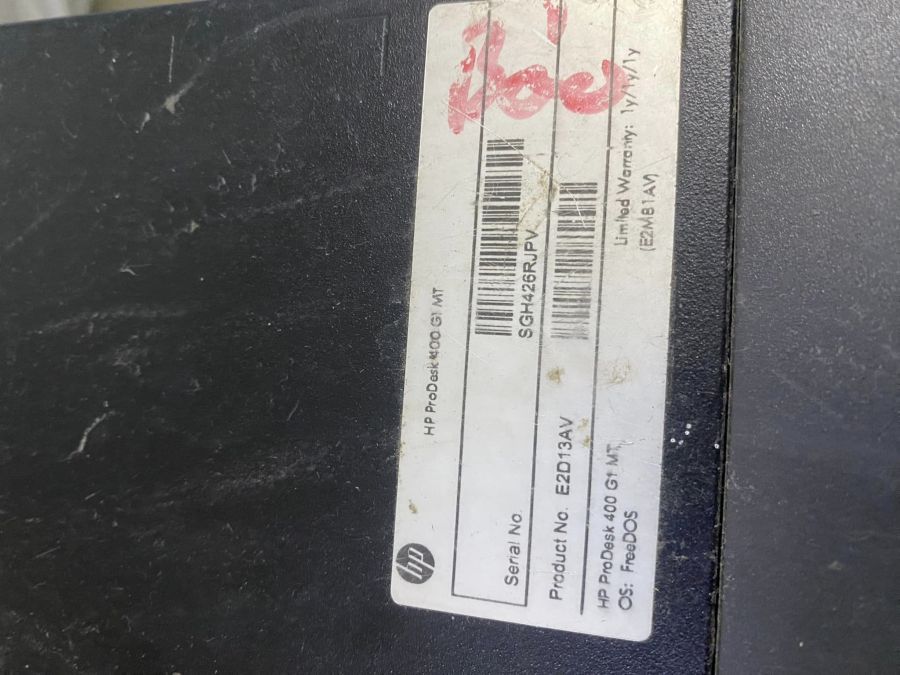 hp
HP ProDesk 400 G1 MT
Serial No.
SGH426RJPV
Product No. E2D13AV
HP ProDesk 400 G1 MT
Limited Warranty: 1y/1y/1y
OS: FreeDOS
(E2M81AV)